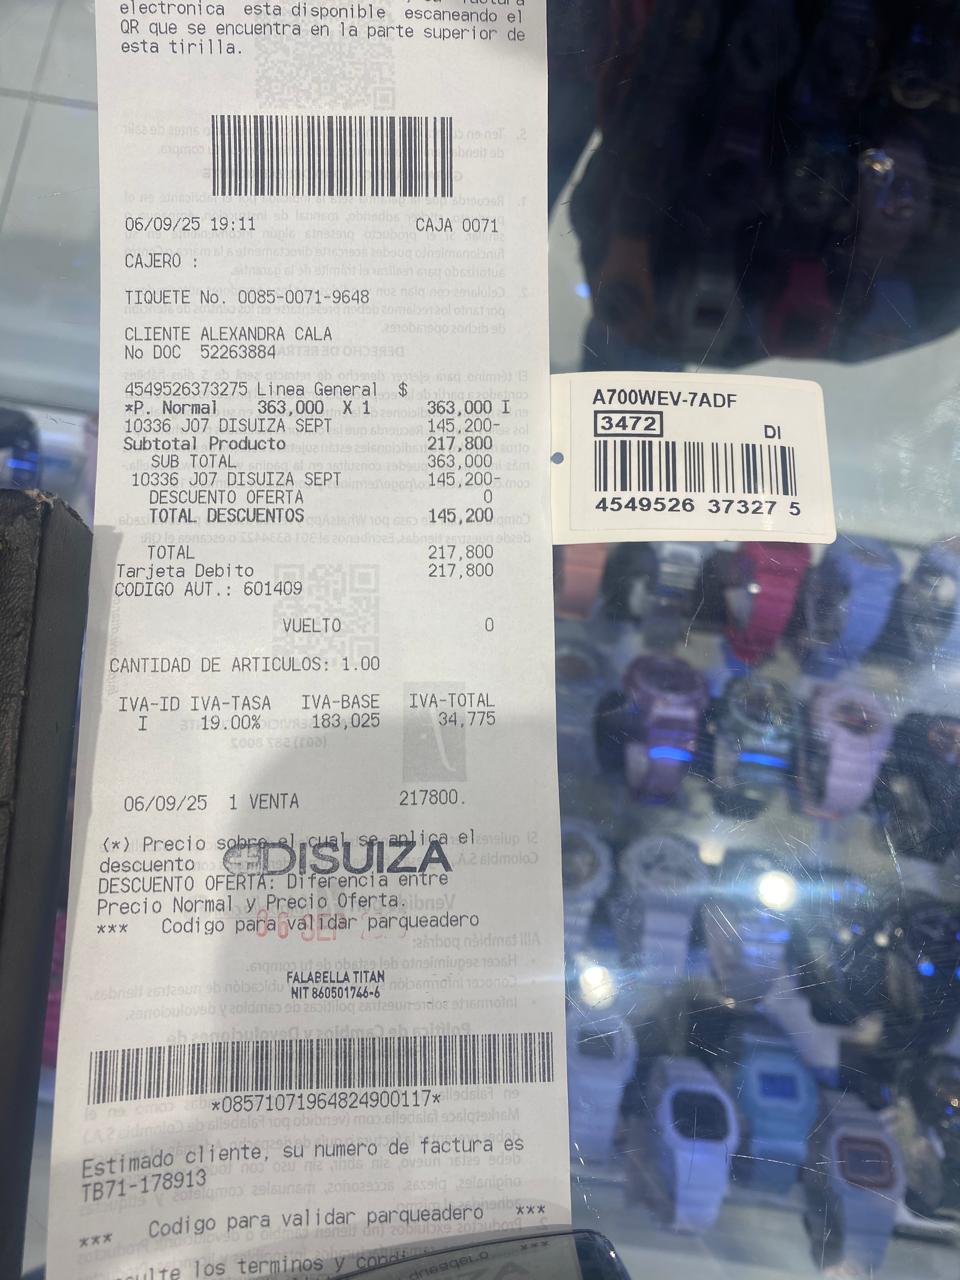 electronica esta disponible escaneando el
QR que se encuentra en la parte superior de
esta tirilla.
06/09/25 19:11 CAJA 0071
CAJERO :
TIQUETE No. 0085-0071-9648
CLIENTE ALEXANDRA CALA
No DOC 52263884
4549526373275 Linea General $
*P. Normal 363,000 X 1 363,000 I
10336 J07 DISUIZA SEPT 145,200-
Subtotal Producto 217,800
SUB TOTAL 363,000
10336 J07 DISUIZA SEPT 145,200-
DESCUENTO OFERTA 0
TOTAL DESCUENTOS 145,200
TOTAL 217,800
Tarjeta Debito 217,800
CODIGO AUT.: 601409
VUELTO 0
CANTIDAD DE ARTICULOS: 1.00
IVA-ID IVA-TASA IVA-BASE IVA-TOTAL
I 19.00% 183,025 34,775
06/09/25 1 VENTA 217800.
(*) Precio sobre el cual se aplica el
descuento
DISUIZA
DESCUENTO OFERTA: Diferencia entre
Precio Normal y Precio Oferta.
*** Codigo para validar parqueadero
06 SEP
FALABELLA TITAN
NIT 860501746-6
*08571071964824900117*
Estimado cliente, su numero de factura es
TB71-178913
*** Codigo para validar parqueadero ***
los terminos y
A700WEV-7ADF
3472
DI
4549526 37327 5